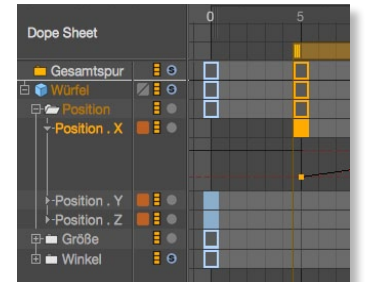 0 5
Dope Sheet
Gesamtspur
Würfel
Position
Position . X
Position . Y
Position . Z
Größe
Winkel